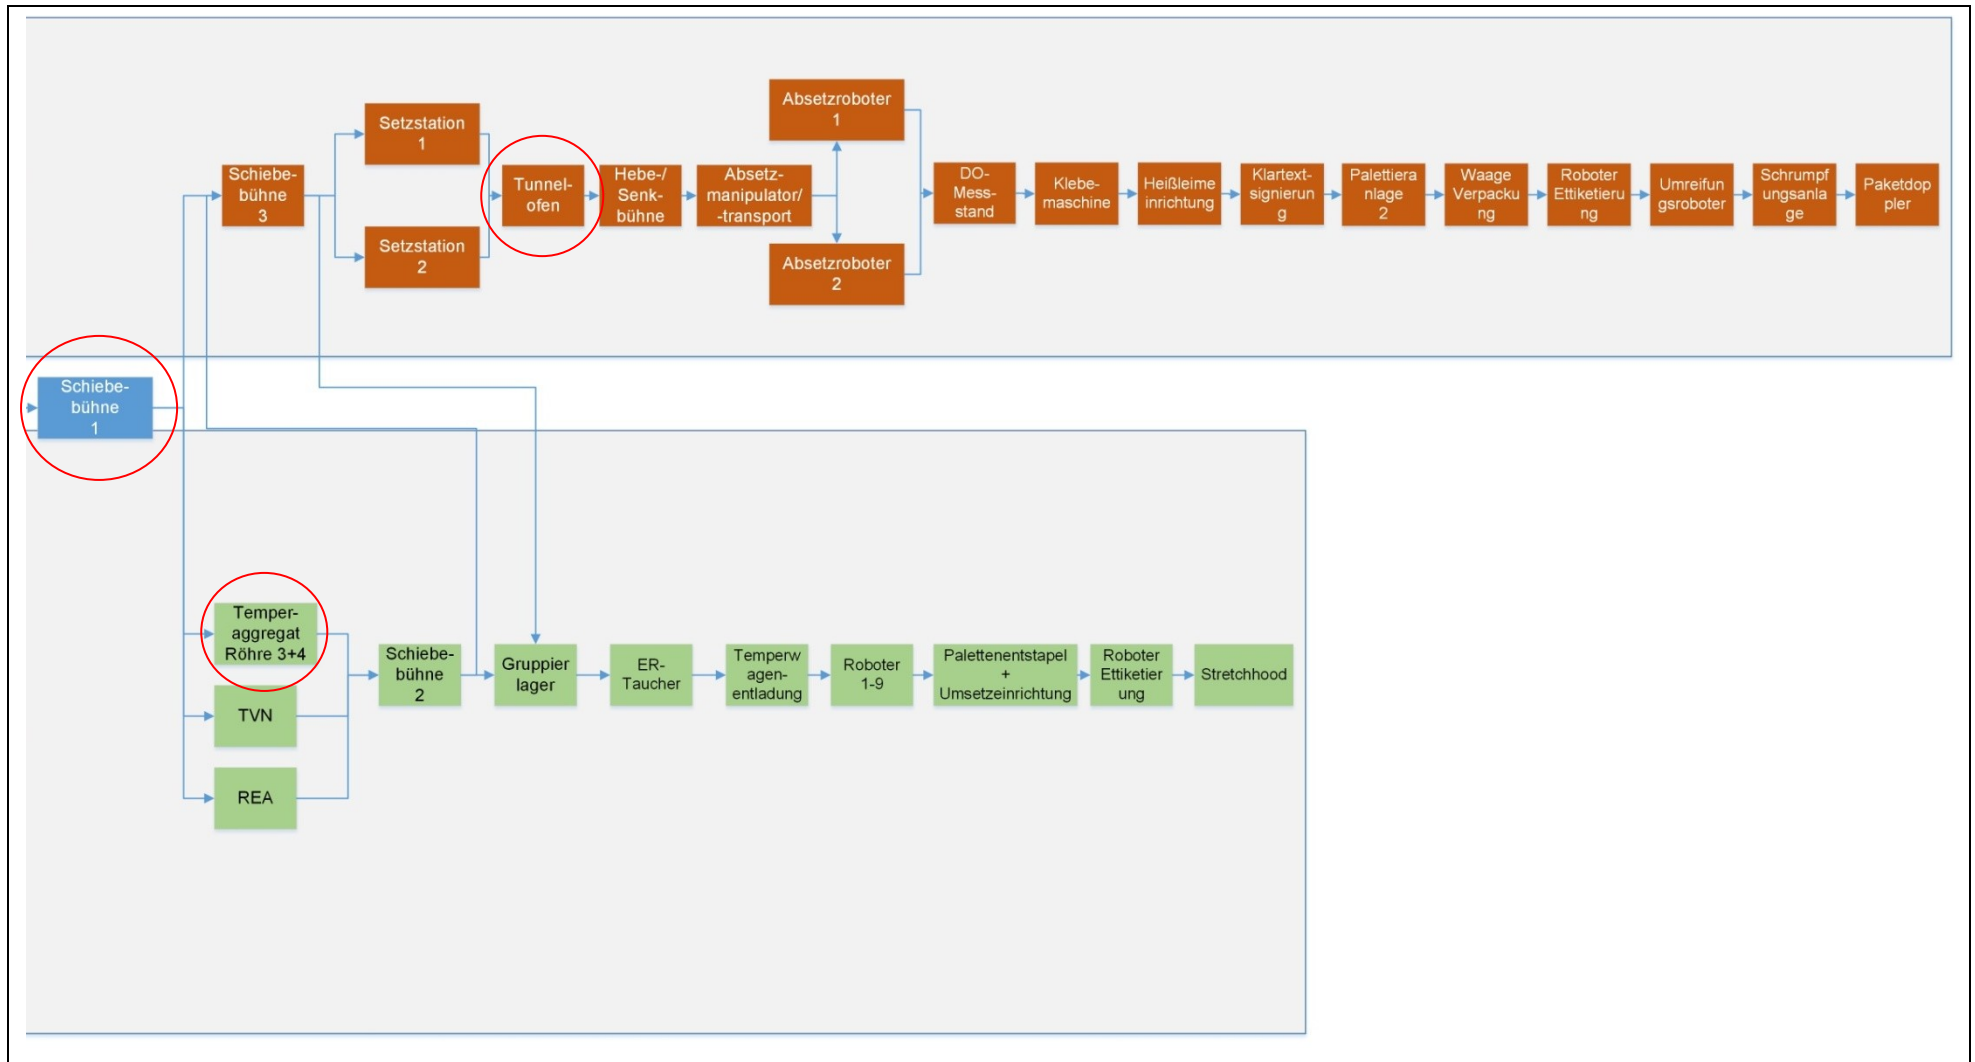 Absetzroboter
1
Setzstation
1
Schiebe-
bühne
3
Tunnel-
ofen
Hebe-/
Senk-
bühne
Absetz-
manipulator/
-transport
DO-
Mess-
stand
Klebe-
maschine
Heißleime
inrichtung
Klartext-
signierun
g
Palettiera
nlage
2
Waage
Verpacku
ng
Roboter
Ettiketieru
ng
Umreifun
gsroboter
Schrumpf
ungsanla
ge
Paketdop
pler
Setzstation
2
Absetzroboter
2
Schiebe-
bühne
1
Temper-
aggregat
Röhre 3+4
Schiebe-
bühne
2
Gruppier
lager
ER-
Taucher
Temperw
agen-
entladung
Roboter
1-9
Palettenentstapel
+
Umsetzeinrichtung
Roboter
Ettiketier
ung
Stretchhood
TVN
REA